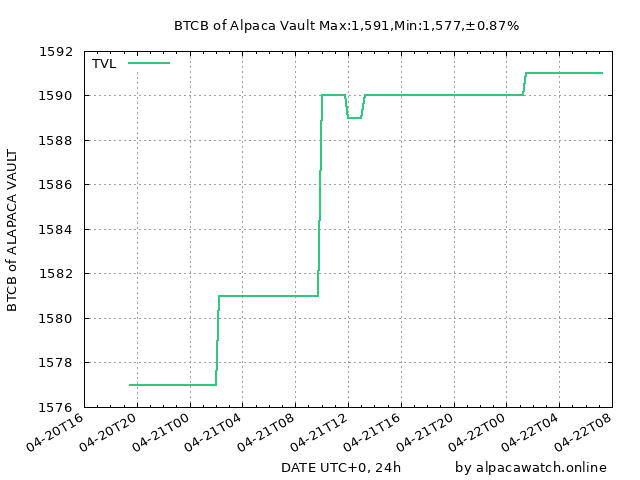 BTCB of Alpaca Vault Max:1,591,Min:1,577,±0.87%
TVL
1592
1590
1588
1586
1584
1582
1580
1578
1576
BTCB of ALAPACA VAULT
04-20T16
04-20T20
04-21T00
04-21T04
04-21T08
04-21T12
04-21T16
04-21T20
04-22T00
04-22T04
04-22T08
DATE UTC+0, 24h
by alpacawatch.online